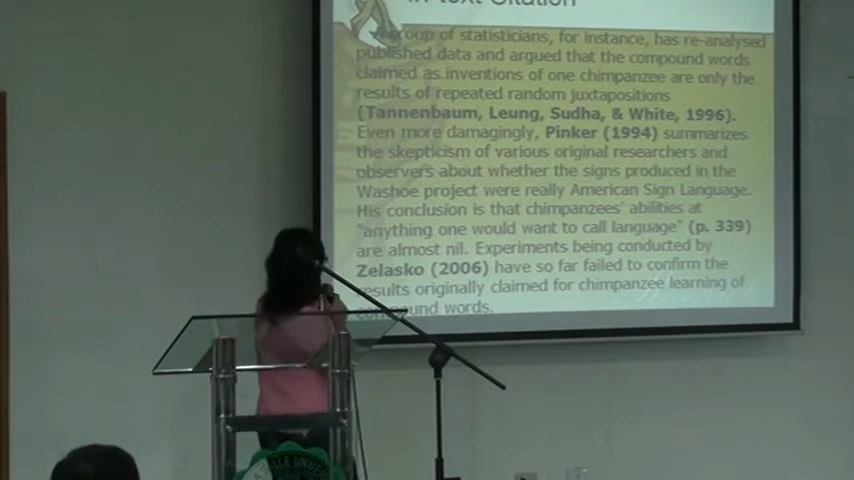 In-text Citation
group of statisticians, for instance, has re-analysed
published data and argued that the compound words
claimed as inventions of one chimpanzee are only the
results of repeated random juxtapositions
(Tannenbaum, Leung, Sudha, & White, 1996).
Even more damagingly, Pinker (1994) summarizes
the skepticism of various original researchers and
observers about whether the signs produced in the
Washoe project were really American Sign Language.
His conclusion is that chimpanzees' abilities at
"anything one would want to call language" (p. 339)
are almost nil. Experiments being conducted by
Zelasko (2006) have so far failed to confirm the
results originally claimed for chimpanzee learning of
compound words.